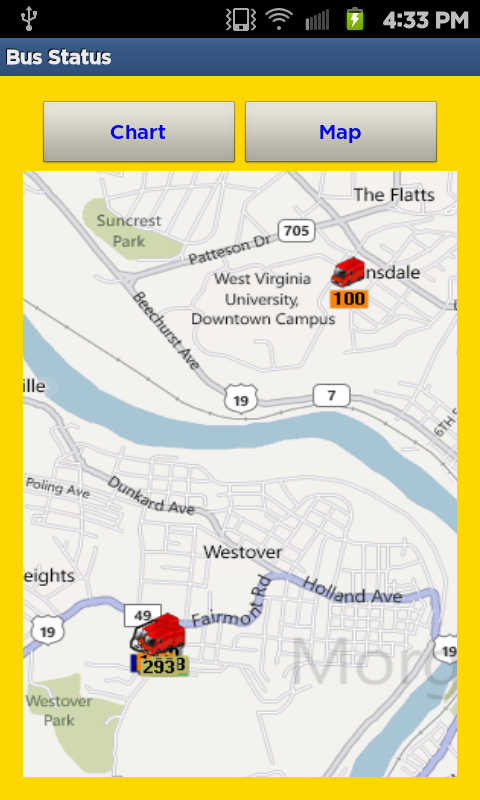 4:33 PM
Bus Status
Chart
Map
The Flatts
Suncrest
Park
705
Patteson Dr
nsdale
West Virginia
University,
Downtown Campus
100
Beechurst Ave
19
7
6TH S
ille
Poling Ave
Dunkard Ave
Westover
eights
Holland Ave
Fairmont Rd
49
19
19
Morg
293
Westover
Park